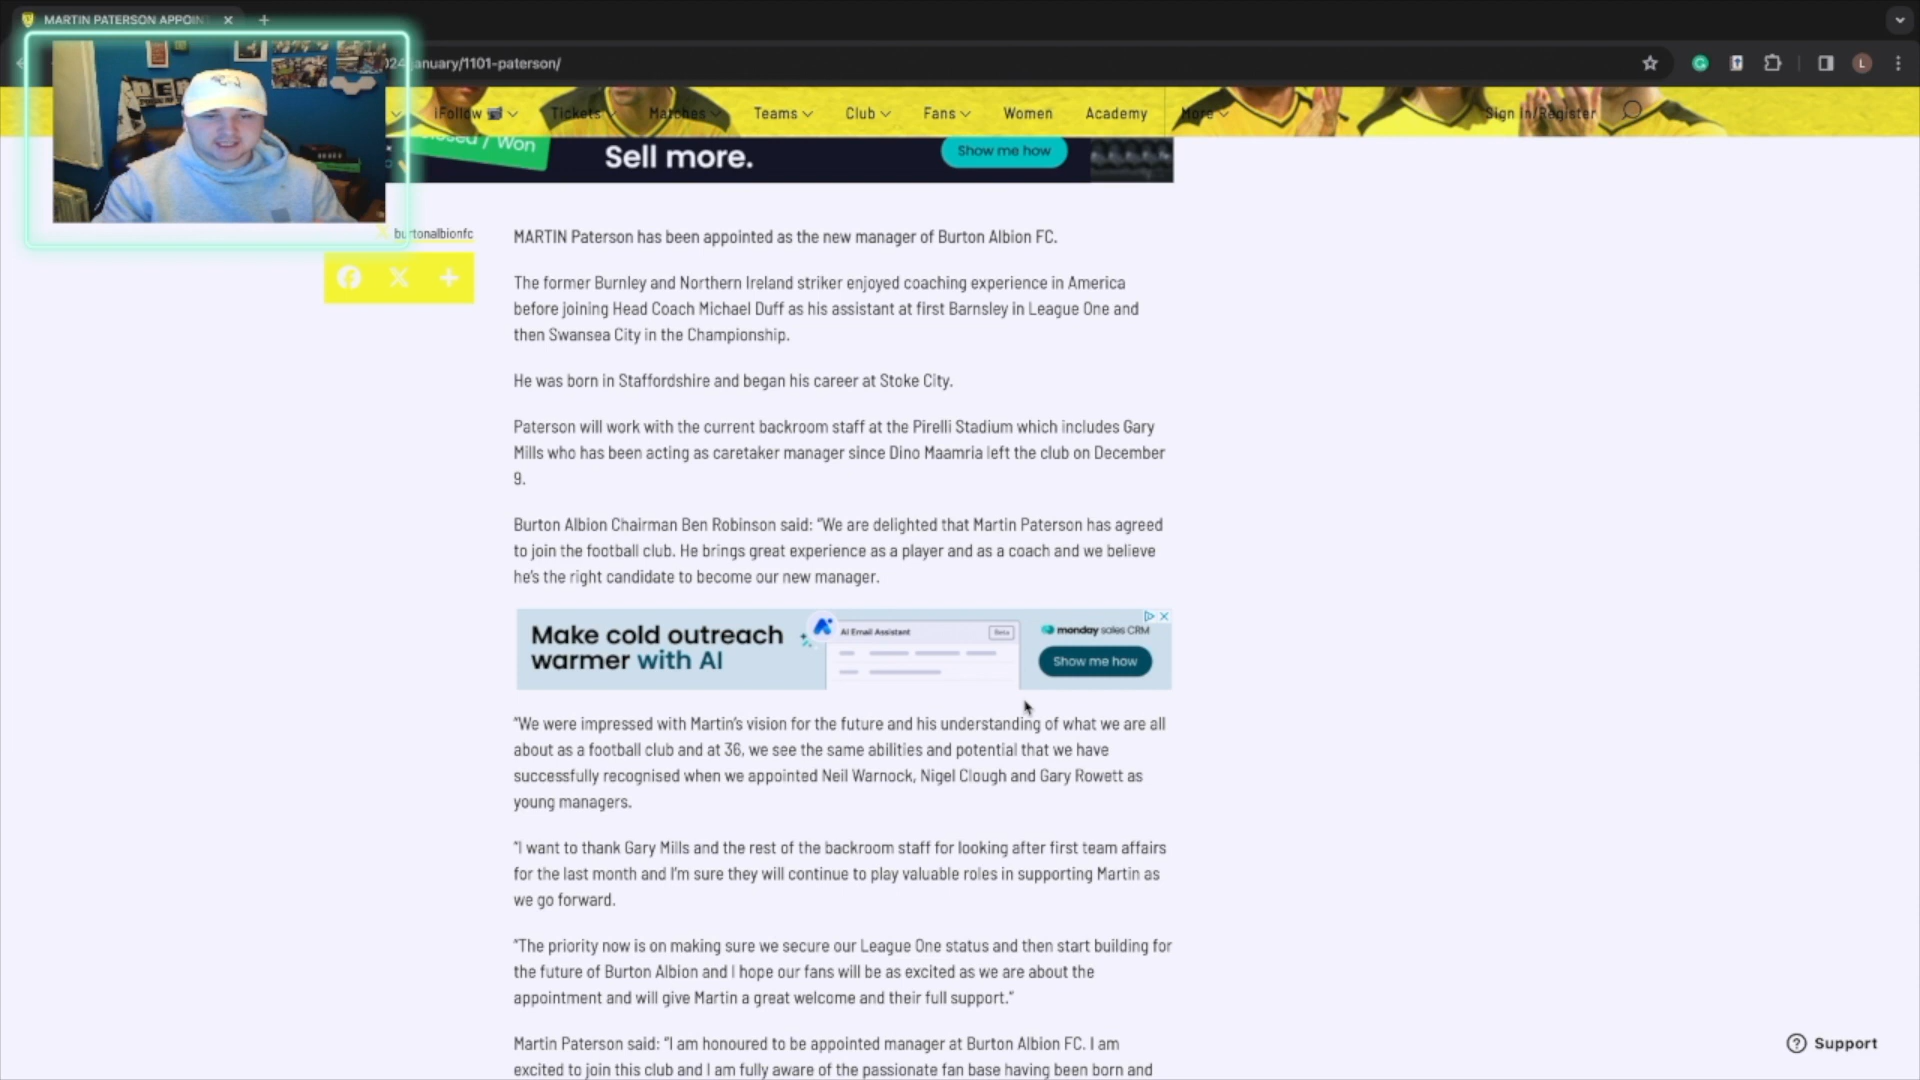 MARTIN PATERSON APPOIN
024january/1101-paterson/
iFollow
Tickets
Matches
Teams
Club
Fans
Women
Academy
More
Sign in/Register
osed / Won
Sell more.
Show me how
burtonalbionfc
MARTIN Paterson has been appointed as the new manager of Burton Albion FC.
The former Burnley and Northern Ireland striker enjoyed coaching experience in America
before joining Head Coach Michael Duff as his assistant at first Barnsley in League One and
then Swansea City in the Championship.
He was born in Staffordshire and began his career at Stoke City.
Paterson will work with the current backroom staff at the Pirelli Stadium which includes Gary
Mills who has been acting as caretaker manager since Dino Maamria left the club on December
9.
Burton Albion Chairman Ben Robinson said: “We are delighted that Martin Paterson has agreed
to join the football club. He brings great experience as a player and as a coach and we believe
he’s the right candidate to become our new manager.
Make cold outreach
warmer with AI
AI Email Assistant
Beta
monday sales CRM
Show me how
“We were impressed with Martin’s vision for the future and his understanding of what we are all
about as a football club and at 36, we see the same abilities and potential that we have
successfully recognised when we appointed Neil Warnock, Nigel Clough and Gary Rowett as
young managers.
“I want to thank Gary Mills and the rest of the backroom staff for looking after first team affairs
for the last month and I’m sure they will continue to play valuable roles in supporting Martin as
we go forward.
“The priority now is on making sure we secure our League One status and then start building for
the future of Burton Albion and I hope our fans will be as excited as we are about the
appointment and will give Martin a great welcome and their full support.”
Martin Paterson said: “I am honoured to be appointed manager at Burton Albion FC. I am
excited to join this club and I am fully aware of the passionate fan base having been born and
Support